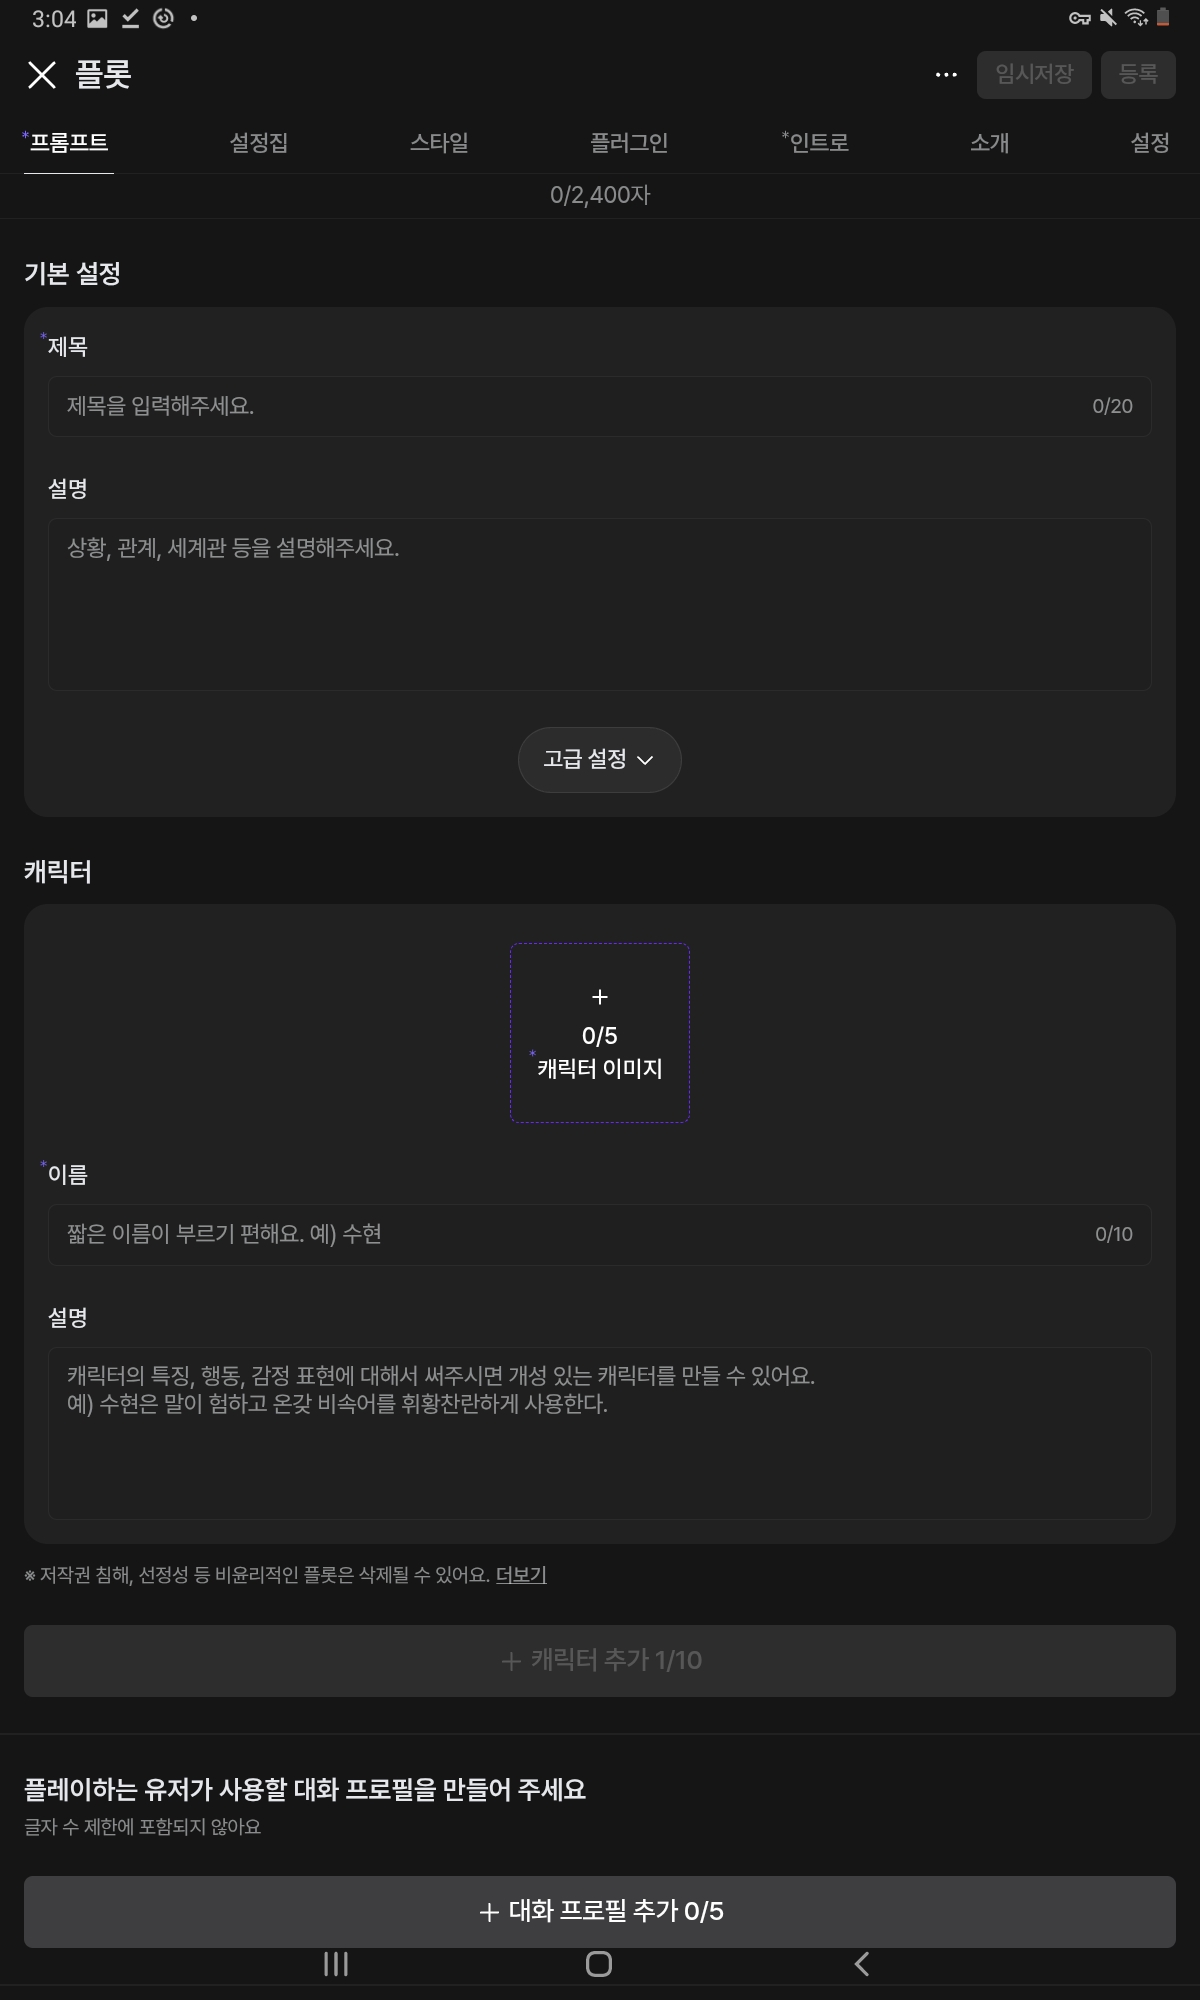 3:04
플롯
임시저장
등록
*프롬프트
설정집
스타일
플러그인
*인트로
소개
설정
0/2,400자
기본 설정
*제목
제목을 입력해주세요.
0/20
설명
상황, 관계, 세계관 등을 설명해주세요.
고급 설정
캐릭터
0/5
*캐릭터 이미지
*이름
짧은 이름이 부르기 편해요. 예) 수현
0/10
설명
캐릭터의 특징, 행동, 감정 표현에 대해서 써주시면 개성 있는 캐릭터를 만들 수 있어요.
예) 수현은 말이 험하고 온갖 비속어를 휘황찬란하게 사용한다.
※ 저작권 침해, 선정성 등 비윤리적인 플롯은 삭제될 수 있어요. 더보기
+ 캐릭터 추가 1/10
플레이하는 유저가 사용할 대화 프로필을 만들어 주세요
글자 수 제한에 포함되지 않아요
+ 대화 프로필 추가 0/5